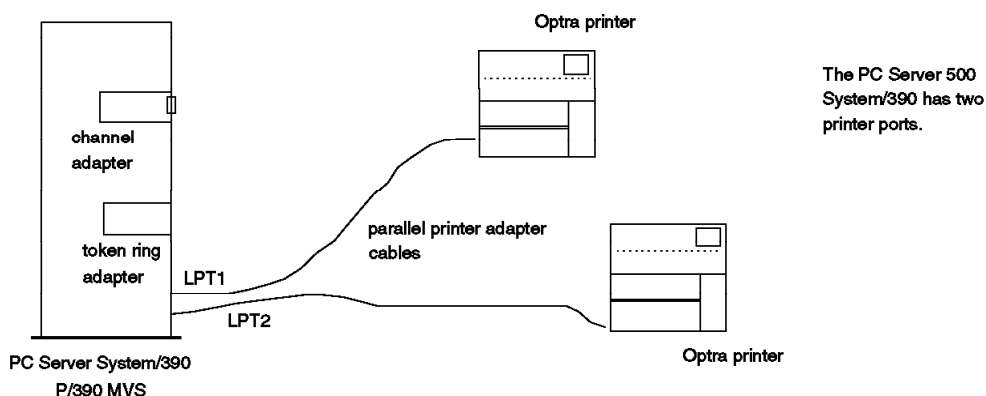 Optra printer
The PC Server 500
System/390 has two
printer ports.
channel
adapter
parallel printer adapter
cables
token ring
adapter
LPT1
LPT2
Optra printer
PC Server System/390
P/390 MVS